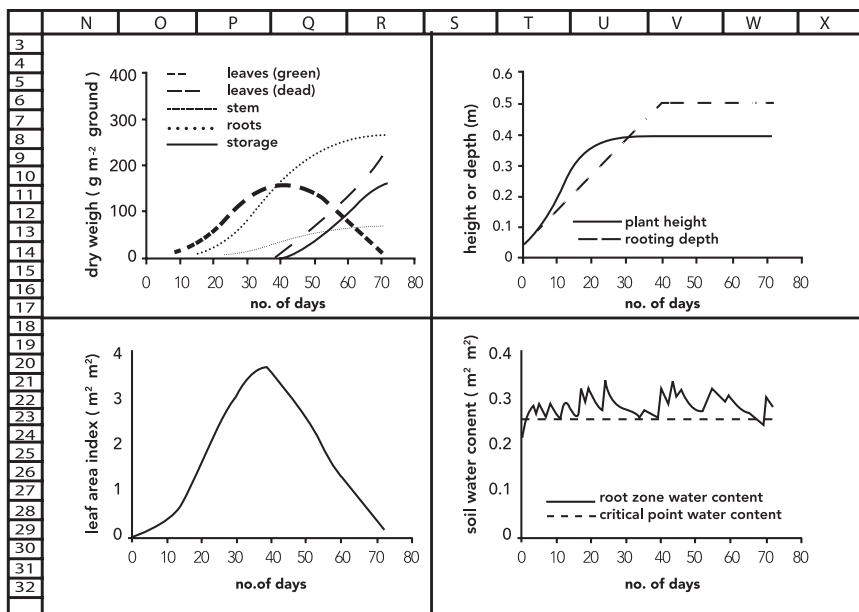 N O P Q R S T U V W X
3
4
5
6
7
8
9
10
11
12
13
14
15
16
17
18
19
20
21
22
23
24
25
26
27
28
29
30
31
32
dry weigh ( g m-2 ground )
400
300
200
100
0
leaves (green)
leaves (dead)
stem
roots
storage
0 10 20 30 40 50 60 70 80
no. of days
height or depth (m)
0.6
0.5
0.4
0.3
0.2
0.1
0
plant height
rooting depth
0 10 20 30 40 50 60 70 80
no. of days
leaf area index ( m² m²)
4
3
2
1
0
0 10 20 30 40 50 60 70 80
no.of days
soil water conent ( m² m²)
0.4
0.3
0.2
0.1
0
root zone water content
critical point water content
0 10 20 30 40 50 60 70 80
no. of days